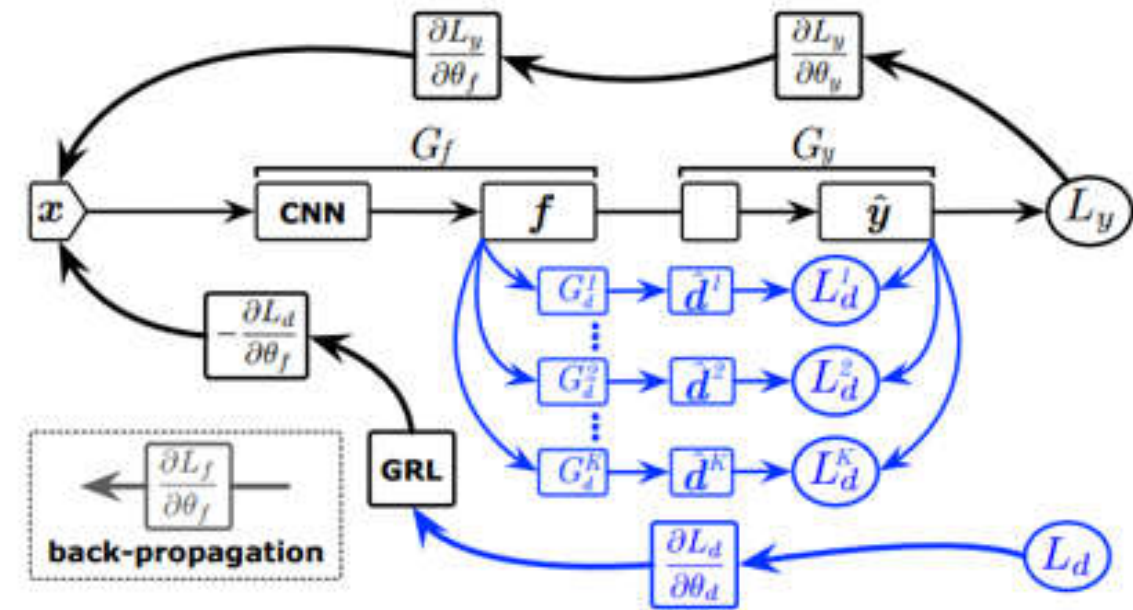 ∂L_y/∂θ_f
∂L_y/∂θ_y
G_f
G_y
x
CNN
f
ŷ
L_y
G_d^1
d̂^1
L_d^1
-∂L_d/∂θ_f
G_d^2
d̂^2
L_d^2
GRL
G_d^K
d̂^K
L_d^K
∂L_f/∂θ_f
back-propagation
∂L_d/∂θ_d
L_d